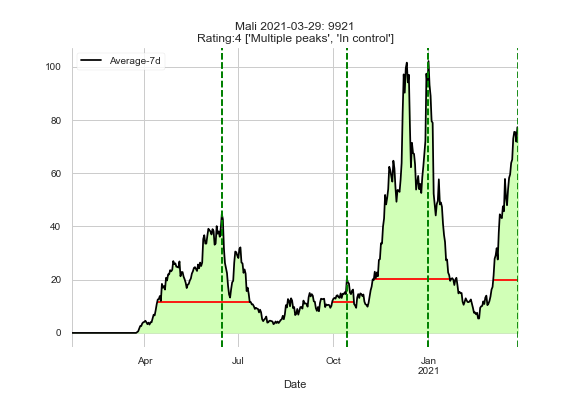 Mali 2021-03-29: 9921
Rating:4 ['Multiple peaks', 'In control']
Average-7d
100
80
60
40
20
0
Apr
Jul
Oct
Jan
2021
Date